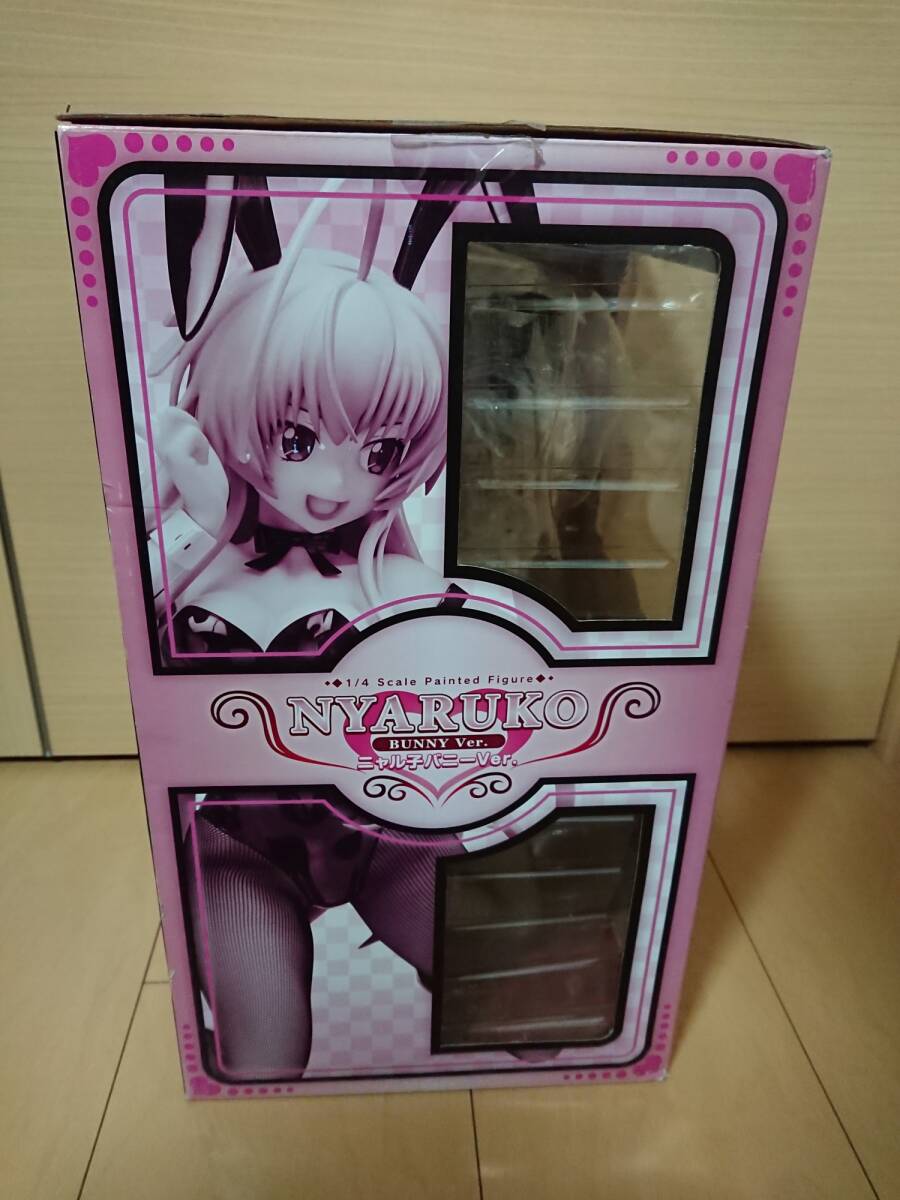 1/4 Scale Painted Figure
NYARUKO
BUNNY Ver.
ニャル子バニーVer.